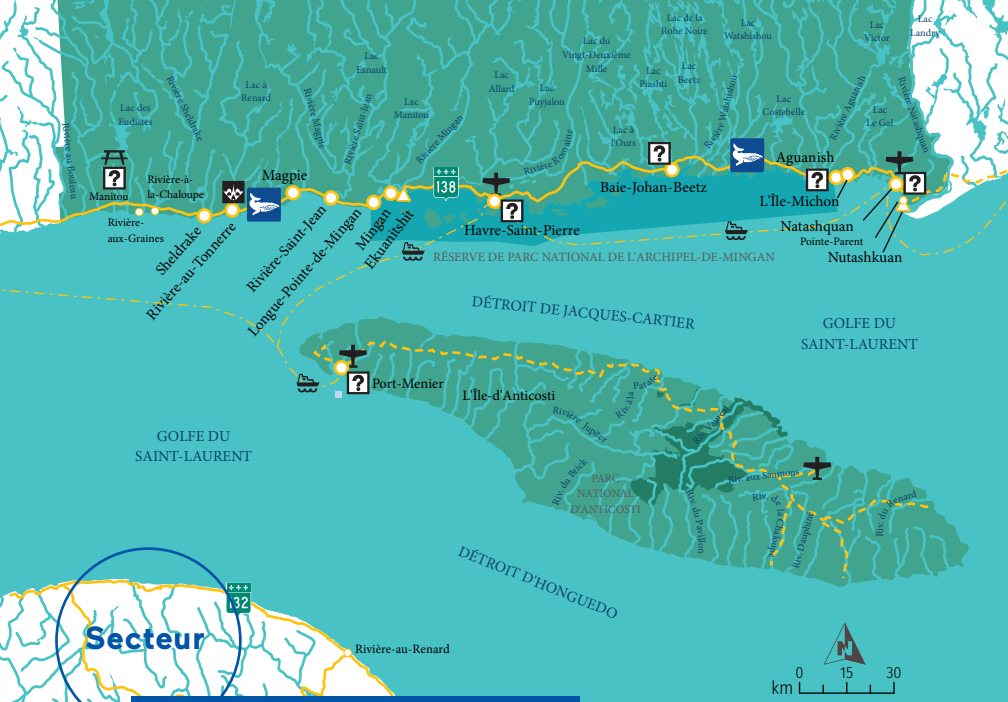 Lac de la
Robe Noire
Lac
Watshishou
Lac
Victor
Lac
Landry
Lac du
Vingt-Deuxième
Mille
Lac
Esnault
Lac
Allard
Lac
Puyjalon
Lac
Piashti
Lac
Beetz
Lac à
Renard
Lac des
Eudistes
Lac
Manitou
Lac
Costebelle
Lac
Le Gal
Lac à
l'Ours
Rivière au Bouleau
Rivière Sheldrake
Rivière Magpie
Rivière Saint-Jean
Rivière Mingan
Rivière Romaine
Rivière Watshishou
Rivière Aguanish
Rivière Natashquan
?
Manitou
Rivière-
à-la-
Chaloupe
Rivière-
aux-Graines
Sheldrake
Rivière-au-Tonnerre
Magpie
Rivière-Saint-Jean
Longue-Pointe-de-Mingan
Mingan
Ekuanitshit
138
?
Havre-Saint-Pierre
?
Baie-Johan-Beetz
Aguanish
?
L'Île-Michon
?
Natashquan
Pointe-Parent
Nutashkuan
RÉSERVE DE PARC NATIONAL DE L'ARCHIPEL-DE-MINGAN
DÉTROIT DE JACQUES-CARTIER
GOLFE DU
SAINT-LAURENT
?
Port-Menier
L'Île-d'Anticosti
Rivière Jupiter
Riv. à la Patate
Riv. Vauréal
Riv. aux Saumons
Riv. du Brick
PARC
NATIONAL
D'ANTICOSTI
Riv. du Pavillon
Riv. de la Chaloupe
Riv. Dauphiné
Riv. du Renard
GOLFE DU
SAINT-LAURENT
DÉTROIT D'HONGUEDO
132
Secteur
Rivière-au-Renard
N
0 15 30
km